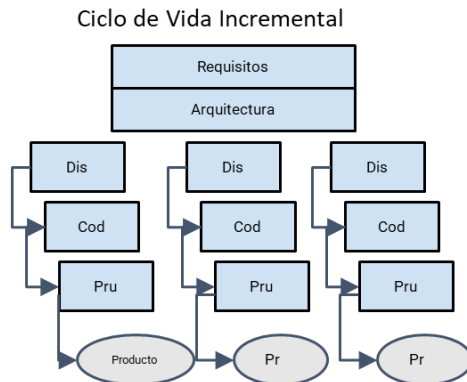 Ciclo de Vida Incremental
Requisitos
Arquitectura
Dis Dis Dis
Cod Cod Cod
Pru Pru Pru
Producto Pr Pr